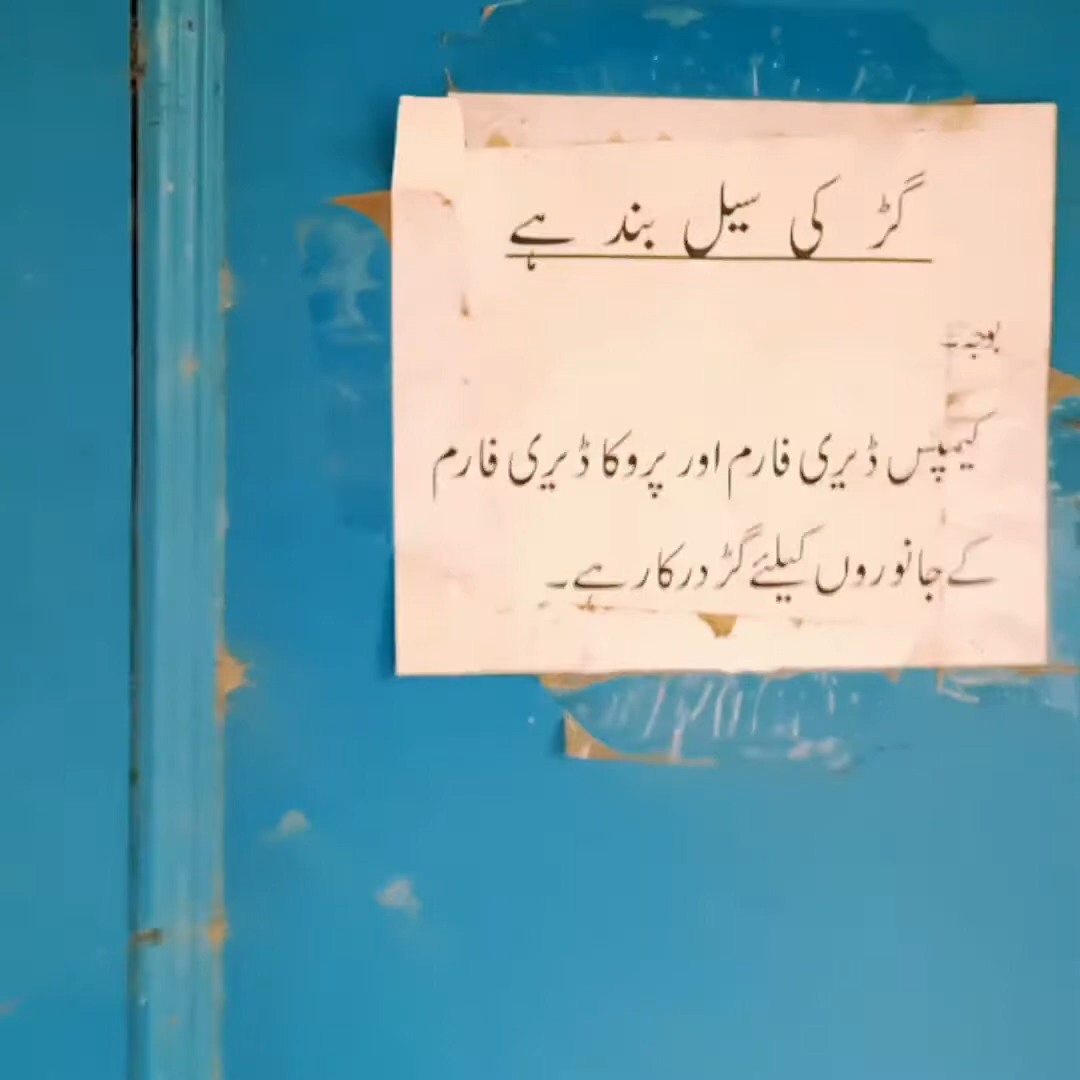 گڑ کی سیل بند ہے
بوجہ
کیمپس ڈیری فارم اور پروکا ڈیری فارم
کے جانوروں کیلئے گڑ درکار ہے۔